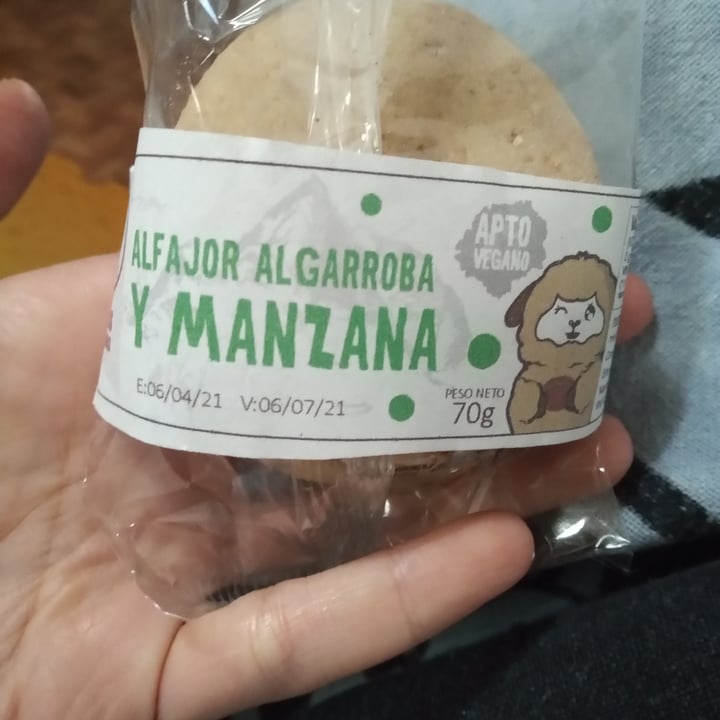 ALFAJOR ALGARROBA
Y MANZANA
E:06/04/21 V:06/07/21
APTO
VEGANO
PESO NETO
70g